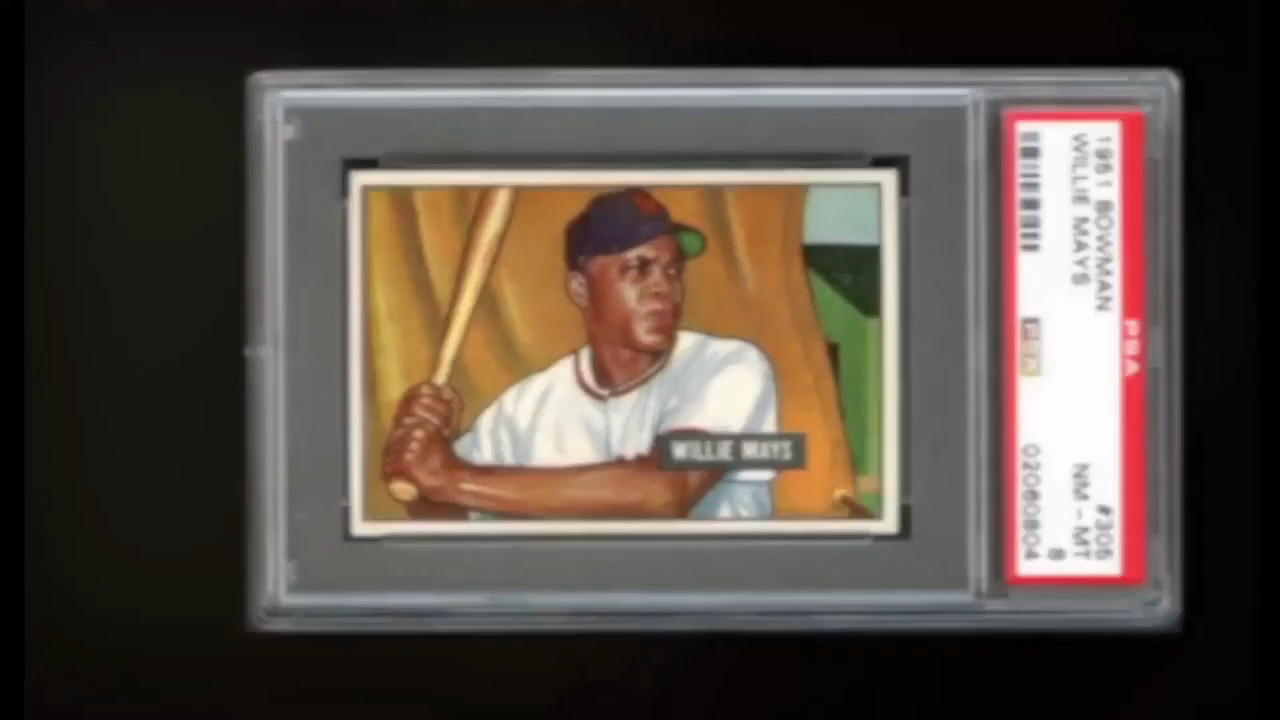 WILLIE MAYS
PSA
1951 BOWMAN #305
WILLIE MAYS NM - MT
8
02060804